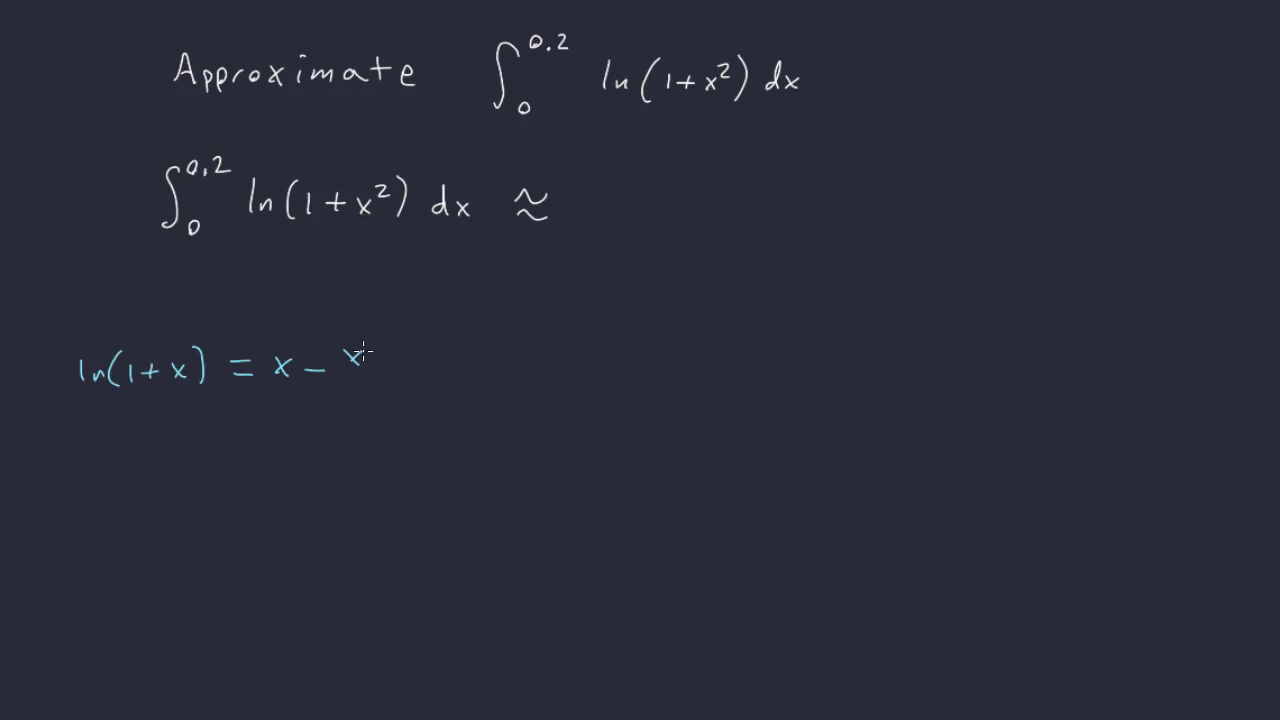 Approximate ∫₀^0.2 ln(1+x²) dx
∫₀^0.2 ln(1+x²) dx ≈
ln(1+x) = x − x